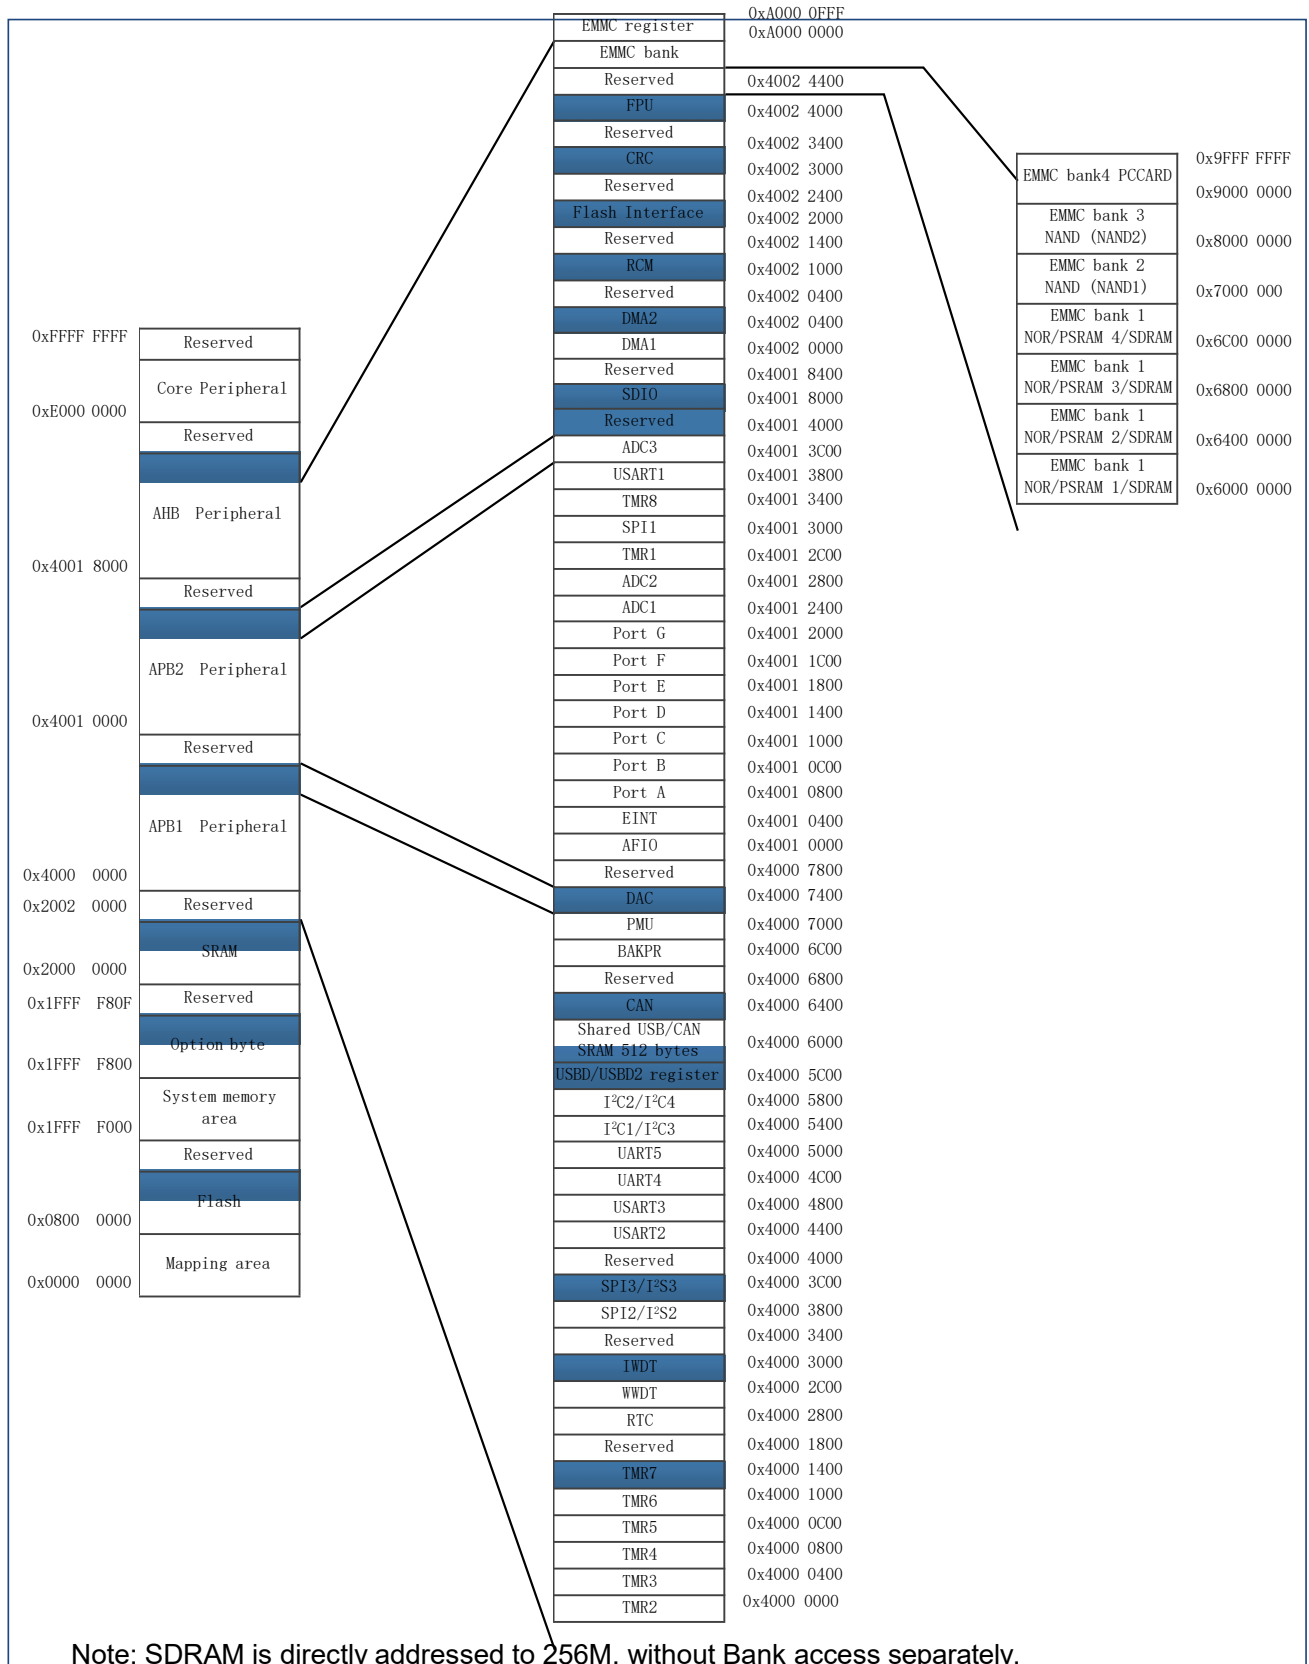 0xFFFF FFFF
Reserved
Core Peripheral
0xE000 0000
Reserved
AHB Peripheral
0x4001 8000
Reserved
APB2 Peripheral
0x4001 0000
Reserved
APB1 Peripheral
0x4000 0000
0x2002 0000
Reserved
SRAM
0x2000 0000
0x1FFF F80F
Reserved
Option byte
0x1FFF F800
System memory
area
0x1FFF F000
Reserved
Flash
0x0800 0000
Mapping area
0x0000 0000
0xA000 0FFF
EMMC register
0xA000 0000
EMMC bank
Reserved
0x4002 4400
FPU
0x4002 4000
Reserved
0x4002 3400
CRC
0x4002 3000
Reserved
0x4002 2400
Flash Interface
0x4002 2000
Reserved
0x4002 1400
RCM
0x4002 1000
Reserved
0x4002 0400
DMA2
0x4002 0400
DMA1
0x4002 0000
Reserved
0x4001 8400
SDIO
0x4001 8000
Reserved
0x4001 4000
ADC3
0x4001 3C00
USART1
0x4001 3800
TMR8
0x4001 3400
SPI1
0x4001 3000
TMR1
0x4001 2C00
ADC2
0x4001 2800
ADC1
0x4001 2400
Port G
0x4001 2000
Port F
0x4001 1C00
Port E
0x4001 1800
Port D
0x4001 1400
Port C
0x4001 1000
Port B
0x4001 0C00
Port A
0x4001 0800
EINT
0x4001 0400
AFIO
0x4001 0000
Reserved
0x4000 7800
DAC
0x4000 7400
PMU
0x4000 7000
BAKPR
0x4000 6C00
Reserved
0x4000 6800
CAN
0x4000 6400
Shared USB/CAN
SRAM 512 bytes
0x4000 6000
USBD/USBD2 register
0x4000 5C00
I²C2/I²C4
0x4000 5800
I²C1/I²C3
0x4000 5400
UART5
0x4000 5000
UART4
0x4000 4C00
USART3
0x4000 4800
USART2
0x4000 4400
Reserved
0x4000 4000
SPI3/I²S3
0x4000 3C00
SPI2/I²S2
0x4000 3800
Reserved
0x4000 3400
IWDT
0x4000 3000
WWDT
0x4000 2C00
RTC
0x4000 2800
Reserved
0x4000 1800
TMR7
0x4000 1400
TMR6
0x4000 1000
TMR5
0x4000 0C00
TMR4
0x4000 0800
TMR3
0x4000 0400
TMR2
0x4000 0000
0x9FFF FFFF
EMMC bank4 PCCARD
0x9000 0000
EMMC bank 3
NAND (NAND2)
0x8000 0000
EMMC bank 2
NAND (NAND1)
0x7000 000
EMMC bank 1
NOR/PSRAM 4/SDRAM
0x6C00 0000
EMMC bank 1
NOR/PSRAM 3/SDRAM
0x6800 0000
EMMC bank 1
NOR/PSRAM 2/SDRAM
0x6400 0000
EMMC bank 1
NOR/PSRAM 1/SDRAM
0x6000 0000
Note: SDRAM is directly addressed to 256M, without Bank access separately.